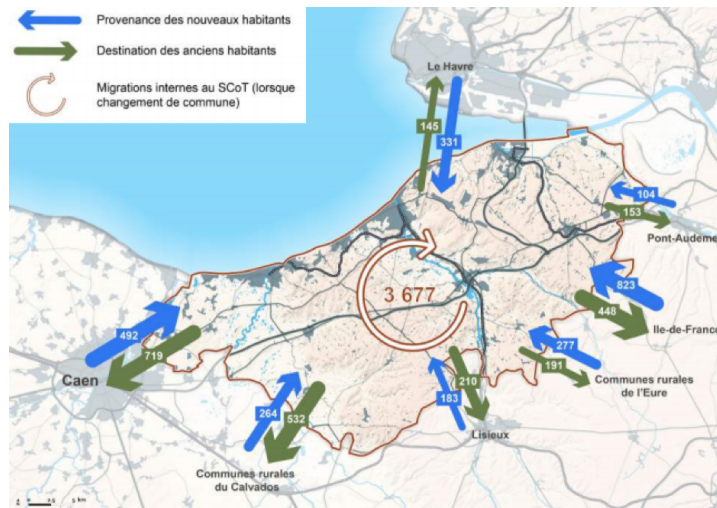 Provenance des nouveaux habitants
Destination des anciens habitants
Migrations internes au SCoT (lorsque
changement de commune)
Le Havre
145
331
104
153
Pont-Audemer
823
448
Ile-de-France
3 677
492
719
Caen
277
191
Communes rurales
de l'Eure
210
183
Lisieux
264
532
Communes rurales
du Calvados